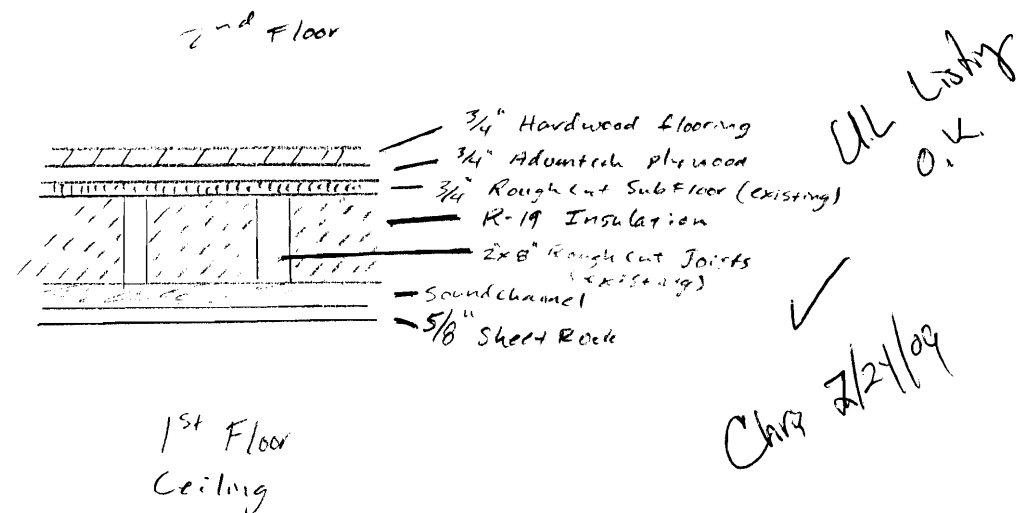 2nd Floor
3/4" Hardwood flooring
3/4" Advantech plywood
3/4" Rough Cut SubFloor (existing)
R-19 Insulation
2x8" Rough Cut Joists
(existing)
Soundchannel
5/8" Sheet Rock
1st Floor
Ceiling
U.L Listing
O.K.
✓
Chris 2/24/09